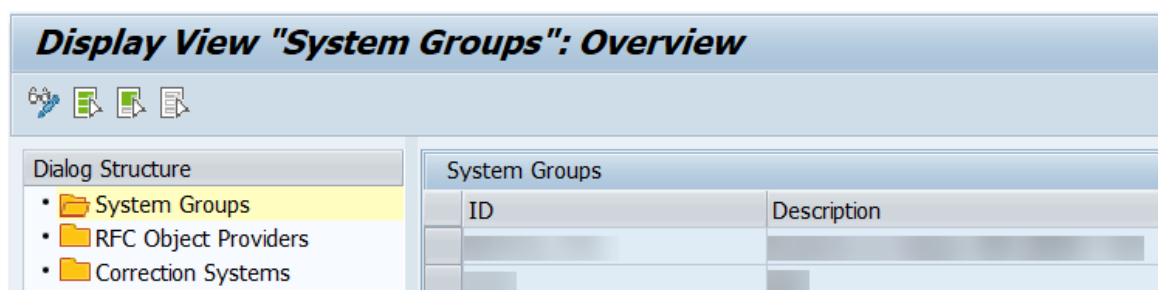 Display View "System Groups": Overview
Dialog Structure
System Groups
RFC Object Providers
Correction Systems
System Groups
ID Description